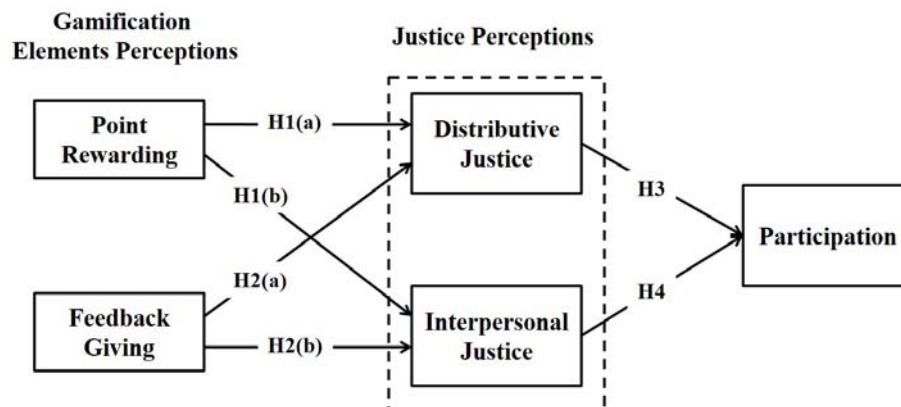 Gamification
Elements Perceptions
Justice Perceptions
Point
Rewarding
H1(a)
Distributive
Justice
H1(b)
H3
Participation
H2(a)
H4
Feedback
Giving
H2(b)
Interpersonal
Justice